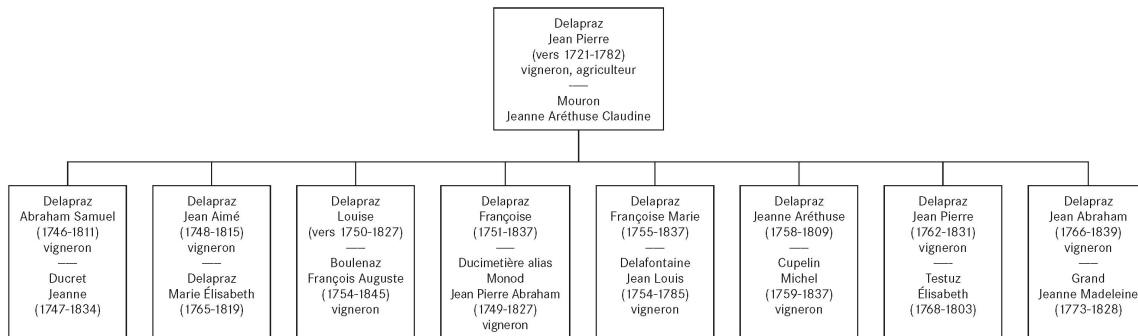 Delapraz
Jean Pierre
(vers 1721-1782)
vigneron, agriculteur
Mouron
Jeanne Aréthuse Claudine
Delapraz
Abraham Samuel
(1746-1811)
vigneron
Ducret
Jeanne
(1747-1834)
Delapraz
Jean Aimé
(1748-1815)
vigneron
Delapraz
Marie Élisabeth
(1765-1819)
Delapraz
Louise
(vers 1750-1827)
Boulenaz
François Auguste
(1754-1845)
vigneron
Delapraz
Françoise
(1751-1837)
Ducimetière alias
Monod
Jean Pierre Abraham
(1749-1827)
vigneron
Delapraz
Françoise Marie
(1755-1837)
Delafontaine
Jean Louis
(1754-1785)
vigneron
Delapraz
Jeanne Aréthuse
(1758-1809)
Cupelin
Michel
(1759-1837)
vigneron
Delapraz
Jean Pierre
(1762-1831)
vigneron
Testuz
Élisabeth
(1768-1803)
Delapraz
Jean Abraham
(1766-1839)
vigneron
Grand
Jeanne Madeleine
(1773-1828)